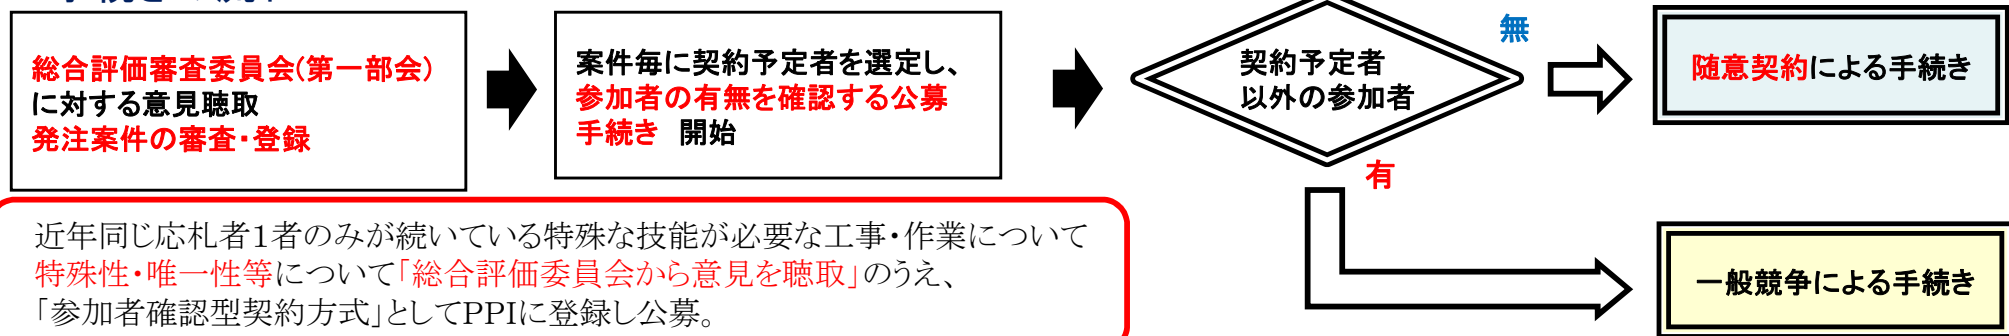 総合評価審査委員会(第一部会)
に対する意見聴取
発注案件の審査・登録
案件毎に契約予定者を選定し、
参加者の有無を確認する公募
手続き 開始
契約予定者
以外の参加者
無
有
随意契約による手続き
一般競争による手続き
近年同じ応札者1者のみが続いている特殊な技能が必要な工事・作業について
特殊性・唯一性等について「総合評価委員会から意見を聴取」のうえ、
「参加者確認型契約方式」としてPPIに登録し公募。